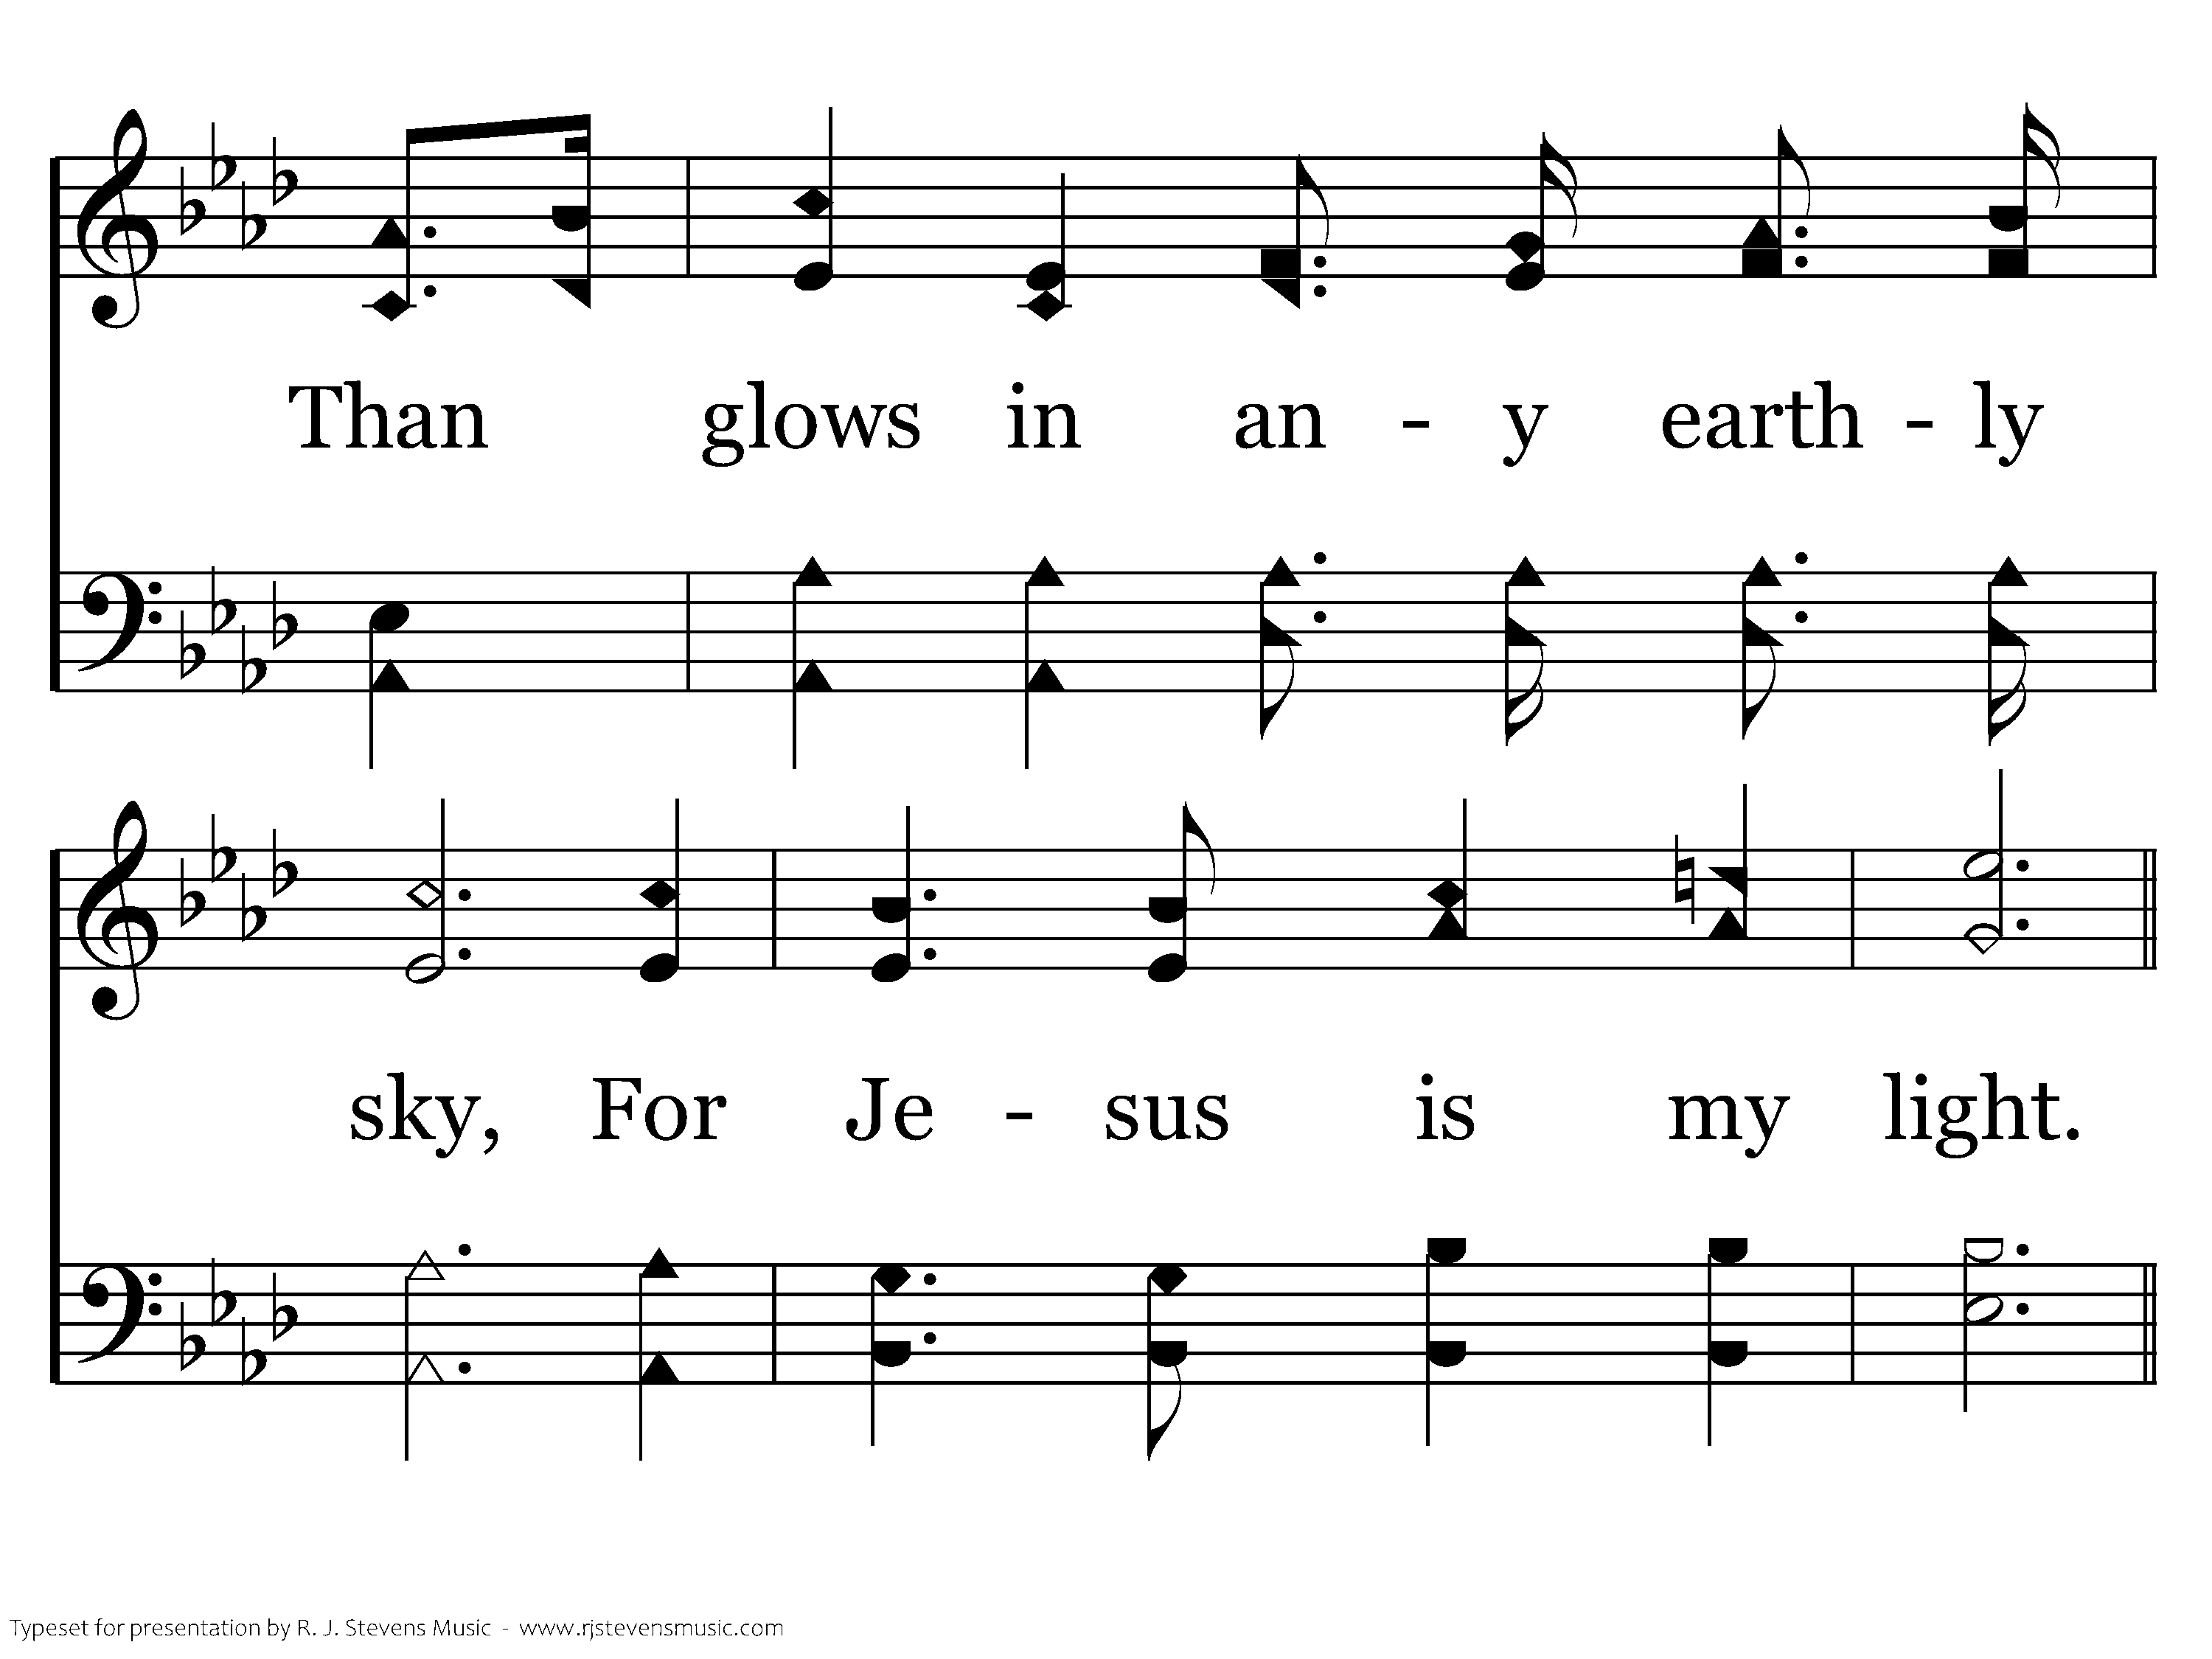 Than glows in an - y earth - ly
sky, For Je - sus is my light.
Typeset for presentation by R. J. Stevens Music - www.rjstevensmusic.com